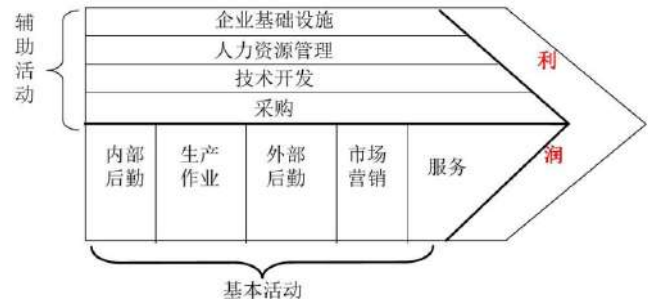 辅助活动
企业基础设施
人力资源管理
技术开发
采购
利润
内部
后勤
生产
作业
外部
后勤
市场
营销
服务
基本活动